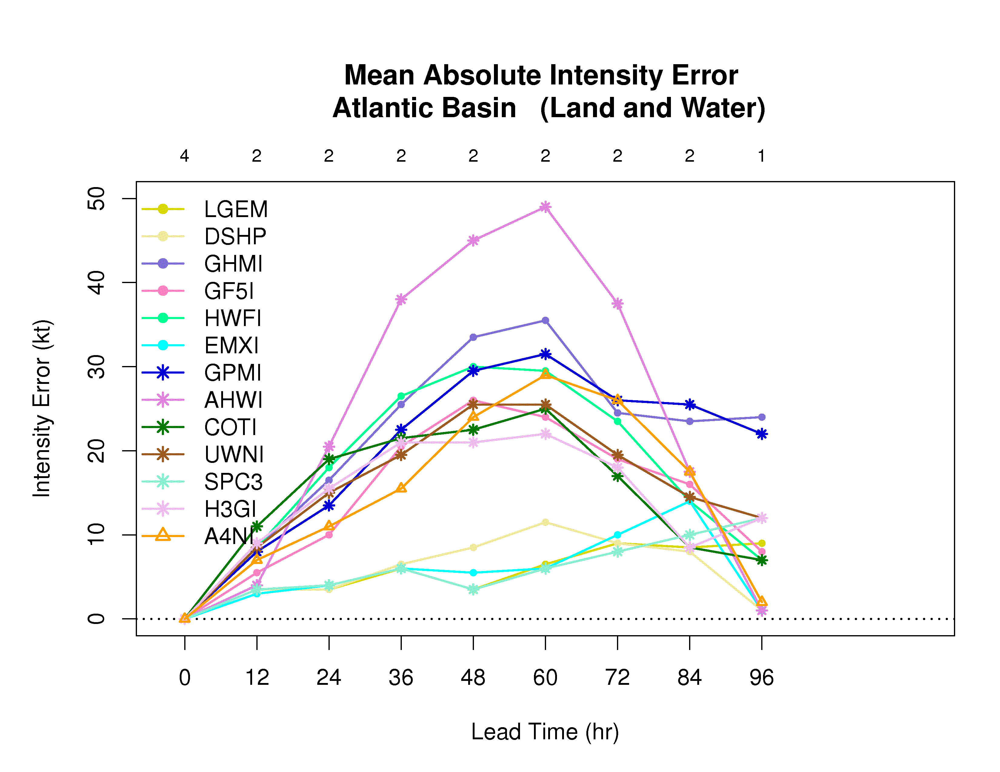 Mean Absolute Intensity Error
Atlantic Basin (Land and Water)
4 2 2 2 2 2 2 2 1
50
40
30
20
10
0
Intensity Error (kt)
LGEM
DSHP
GHMI
GF5I
HWFI
EMXI
GPMI
AHWI
COTI
UWNI
SPC3
H3GI
A4NI
0 12 24 36 48 60 72 84 96
Lead Time (hr)